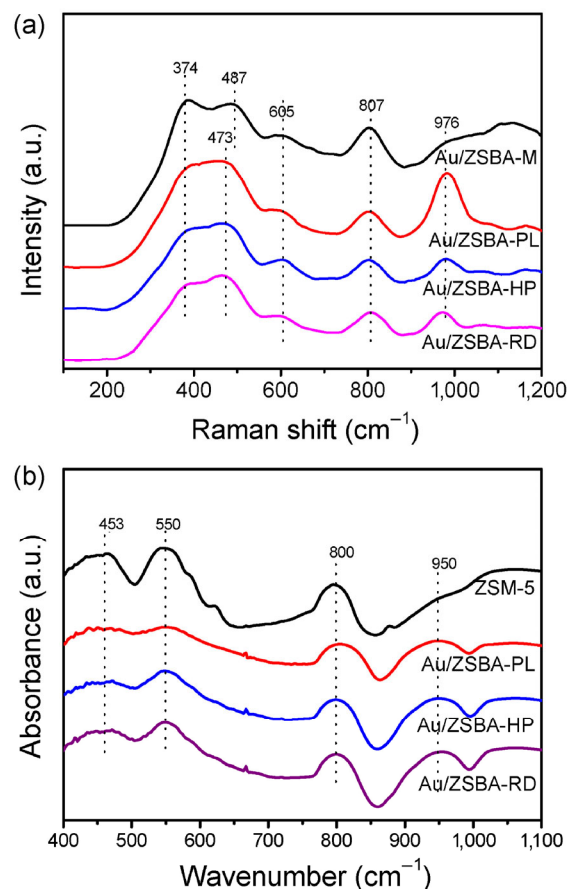 (a)
374
487
605
807
976
473
Au/ZSBA-M
Au/ZSBA-PL
Au/ZSBA-HP
Au/ZSBA-RD
Intensity (a.u.)
200 400 600 800 1,000 1,200
Raman shift (cm⁻¹)
(b)
453
550
800
950
ZSM-5
Au/ZSBA-PL
Au/ZSBA-HP
Au/ZSBA-RD
Absorbance (a.u.)
400 500 600 700 800 900 1,000 1,100
Wavenumber (cm⁻¹)